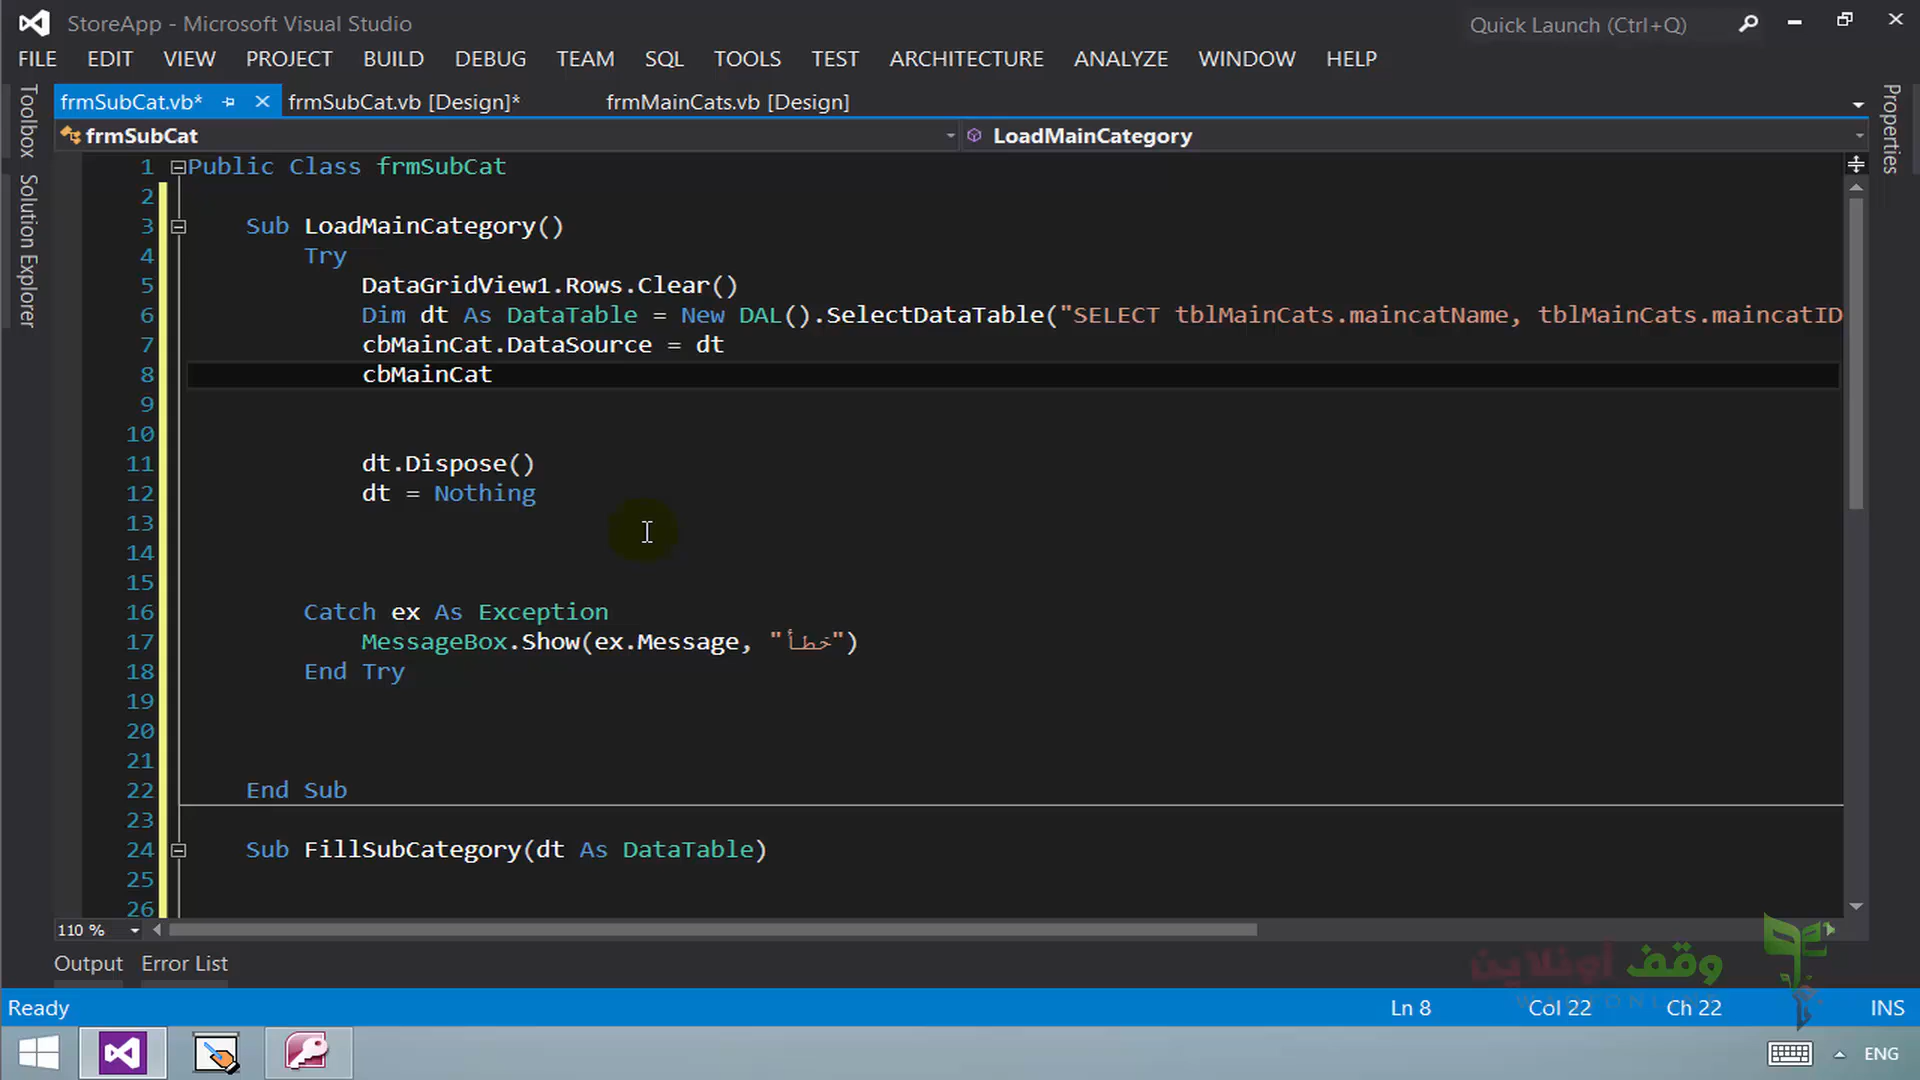 StoreApp - Microsoft Visual Studio
Quick Launch (Ctrl+Q)
FILE EDIT VIEW PROJECT BUILD DEBUG TEAM SQL TOOLS TEST ARCHITECTURE ANALYZE WINDOW HELP
frmSubCat.vb* frmSubCat.vb [Design]* frmMainCats.vb [Design]
frmSubCat LoadMainCategory
Toolbox
Solution Explorer
Properties
1 Public Class frmSubCat
2
3 Sub LoadMainCategory()
4 Try
5 DataGridView1.Rows.Clear()
6 Dim dt As DataTable = New DAL().SelectDataTable("SELECT tblMainCats.maincatName, tblMainCats.maincatID
7 cbMainCat.DataSource = dt
8 cbMainCat
9
10
11 dt.Dispose()
12 dt = Nothing
13
14
15
16 Catch ex As Exception
17 MessageBox.Show(ex.Message, "خطأ")
18 End Try
19
20
21
22 End Sub
23
24 Sub FillSubCategory(dt As DataTable)
25
26
110 %
Output Error List
وقف أونلاين
Ready Ln 8 Col 22 Ch 22 INS
ENG